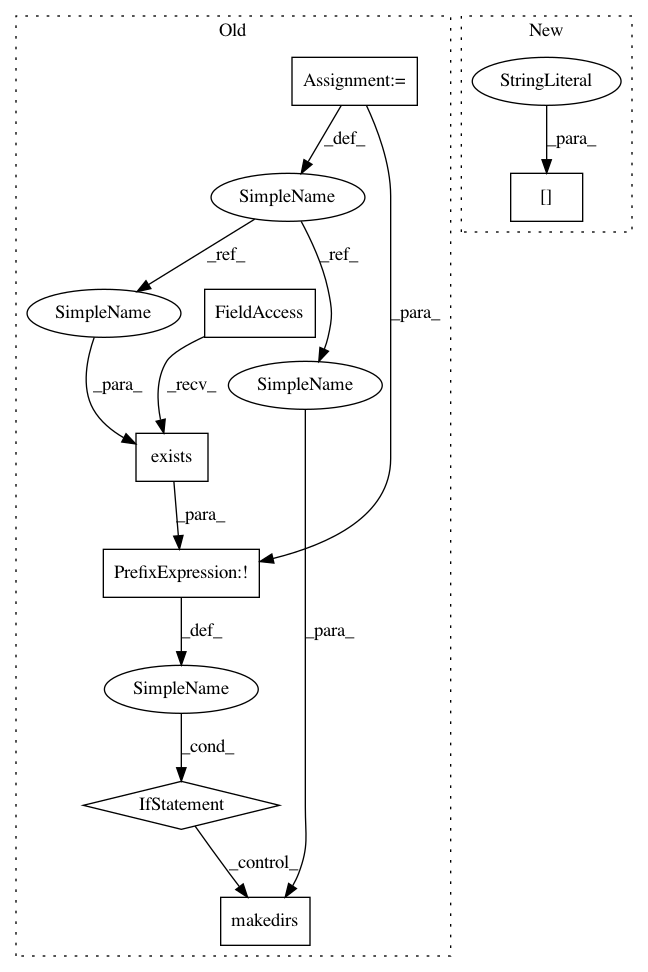 Old
New
Assignment:=
StringLiteral
_def_
_para_
SimpleName
[]
_ref_
_ref_
SimpleName
FieldAccess
_para_
_para_
_recv_
SimpleName
exists
_para_
PrefixExpression:!
_def_
_para_
SimpleName
_cond_
IfStatement
_control_
makedirs